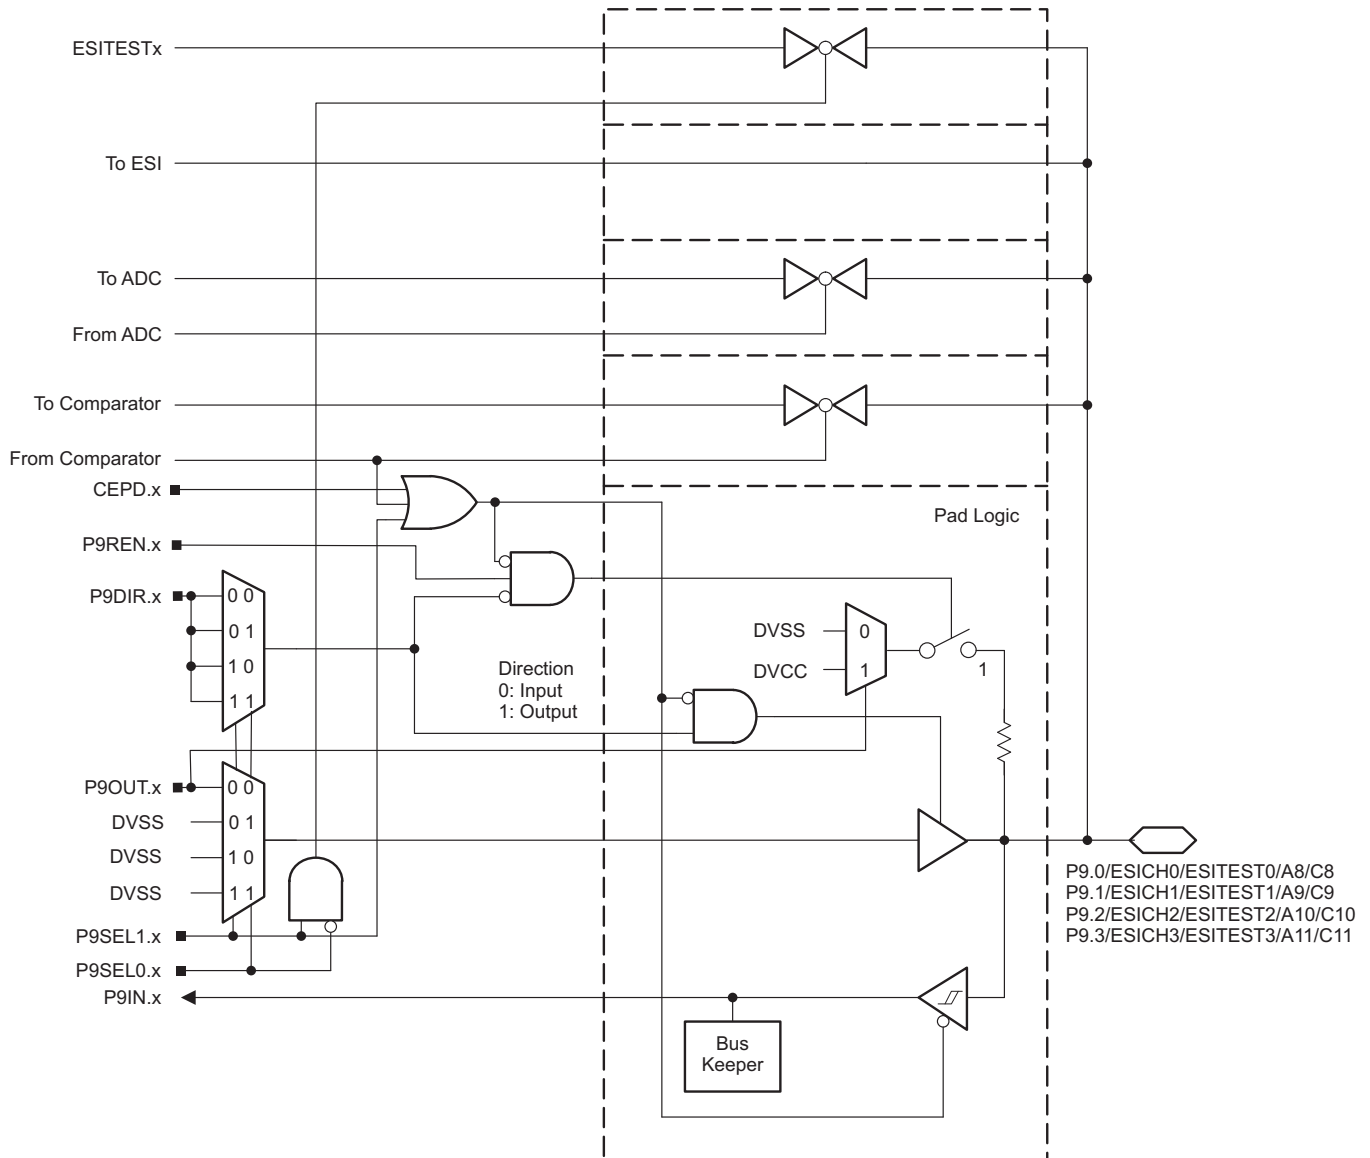 ESITESTx
To ESI
To ADC
From ADC
To Comparator
From Comparator
CEPD.x
Pad Logic
P9REN.x
P9DIR.x
0 0
0 1
1 0
1 1
DVSS
0
DVCC
1
1
Direction
0: Input
1: Output
P9OUT.x
0 0
DVSS
0 1
DVSS
1 0
DVSS
1 1
P9.0/ESICH0/ESITEST0/A8/C8
P9.1/ESICH1/ESITEST1/A9/C9
P9.2/ESICH2/ESITEST2/A10/C10
P9.3/ESICH3/ESITEST3/A11/C11
P9SEL1.x
P9SEL0.x
P9IN.x
Bus
Keeper